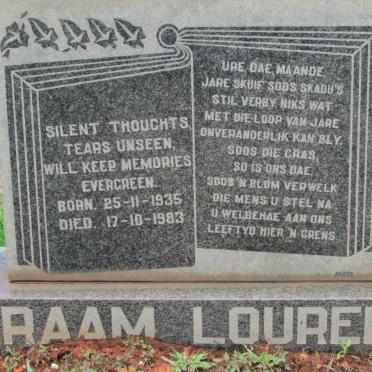 SILENT THOUGHTS,
TEARS UNSEEN,
WILL KEEP MEMORIES
EVERGREEN.
BORN. 25-11-1935
DIED. 17-10-1983
URE, DAE, MAANDE,
JARE SKUIF SOOS SKADU'S
STIL VERBY, NIKS WAT
MET DIE LOOP VAN JARE
ONVERANDERLIK KAN BLY.
SOOS DIE GRAS,
SO IS ONS DAE,
SOOS 'N BLOM VERWELK
DIE MENS U STEL NA
U WELBEHAE AAN ONS
LEEFTYD HIER 'N GRENS.
RAAM LOURE